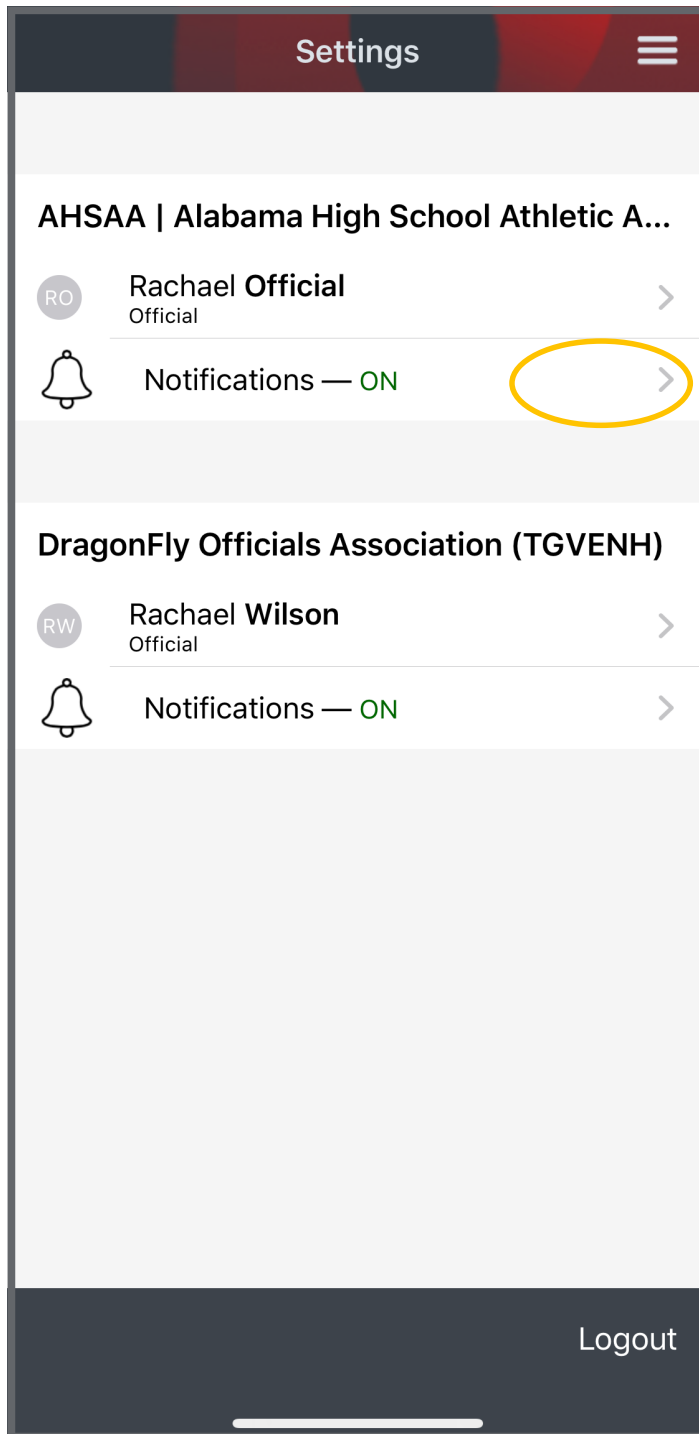 Settings
AHSAA | Alabama High School Athletic A...
RO
Rachael Official
Official
Notifications — ON
DragonFly Officials Association (TGVENH)
RW
Rachael Wilson
Official
Notifications — ON
Logout